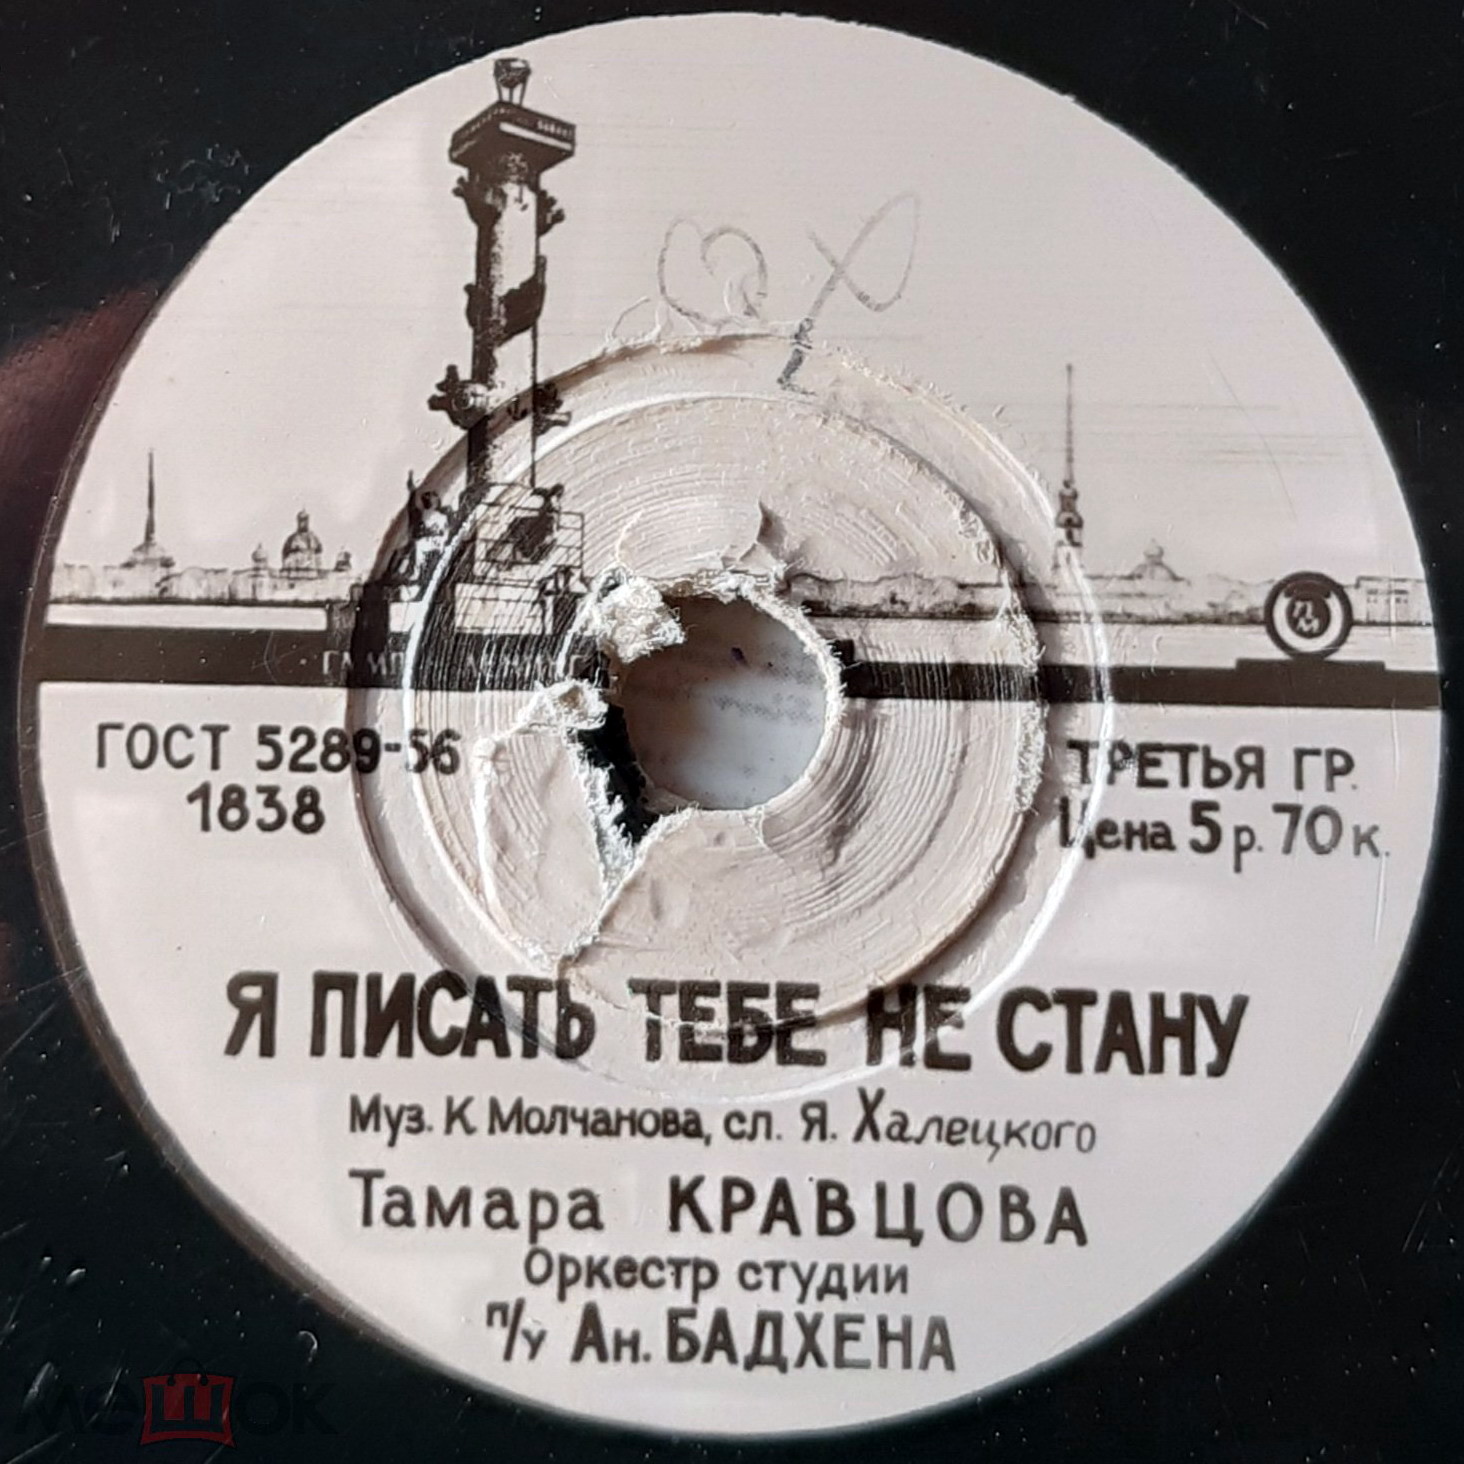 ГОСТ 5289-56
1838
ТРЕТЬЯ ГР.
Цена 5 р. 70 к.
Я ПИСАТЬ ТЕБЕ НЕ СТАНУ
Муз. К Молчанова, сл. Я. Халецкого
Тамара КРАВЦОВА
Оркестр студии
п/у Ан. БАДХЕНА
мешок